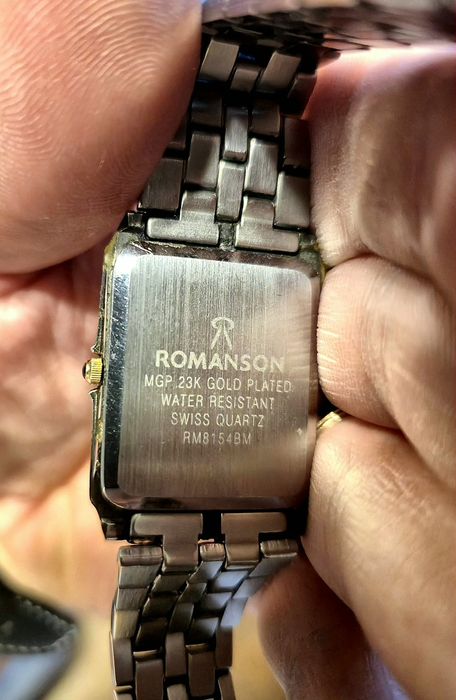 ROMANSON
MGP 23K GOLD PLATED
WATER RESISTANT
SWISS QUARTZ
RM8154BM